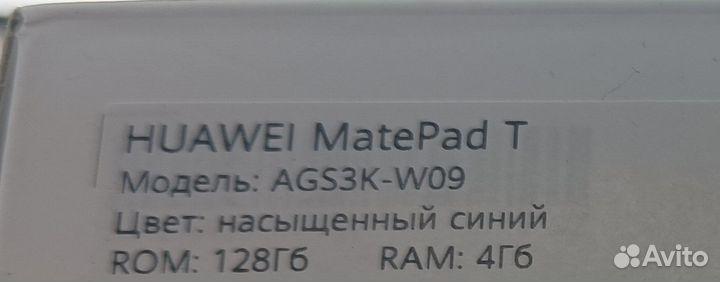 HUAWEI MatePad T
Модель: AGS3K-W09
Цвет: насыщенный синий
ROM: 128Гб RAM: 4Гб
Avito